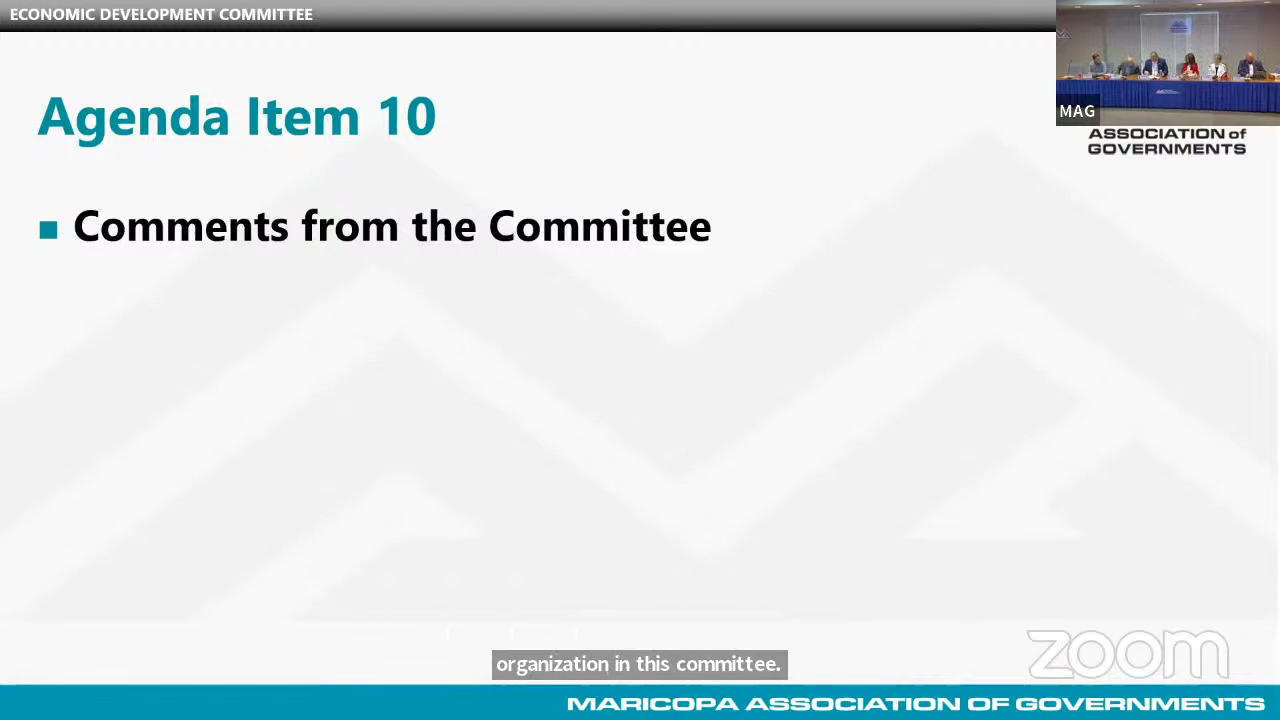 ECONOMIC DEVELOPMENT COMMITTEE
MAG
ASSOCIATION of
GOVERNMENTS
Agenda Item 10
Comments from the Committee
organization in this committee.
zoom
MARICOPA ASSOCIATION OF GOVERNMENTS